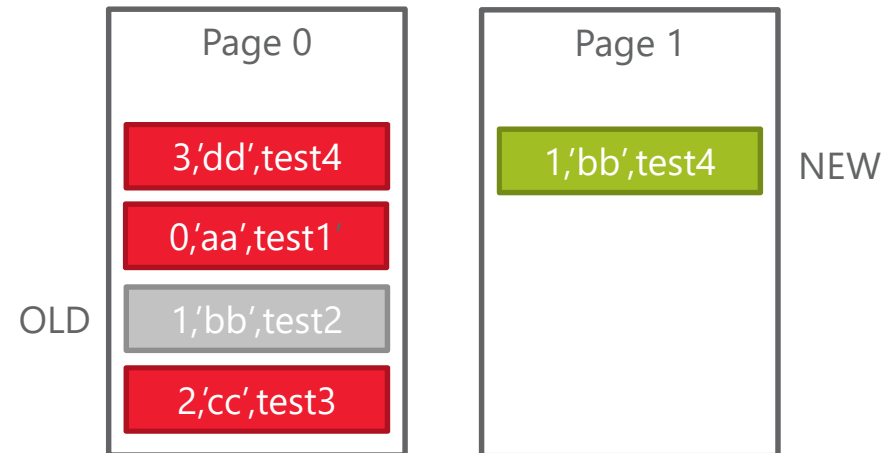 Page 0
3,’dd’,test4
0,’aa’,test1’
OLD
1,’bb’,test2
2,’cc’,test3
Page 1
1,’bb’,test4
NEW